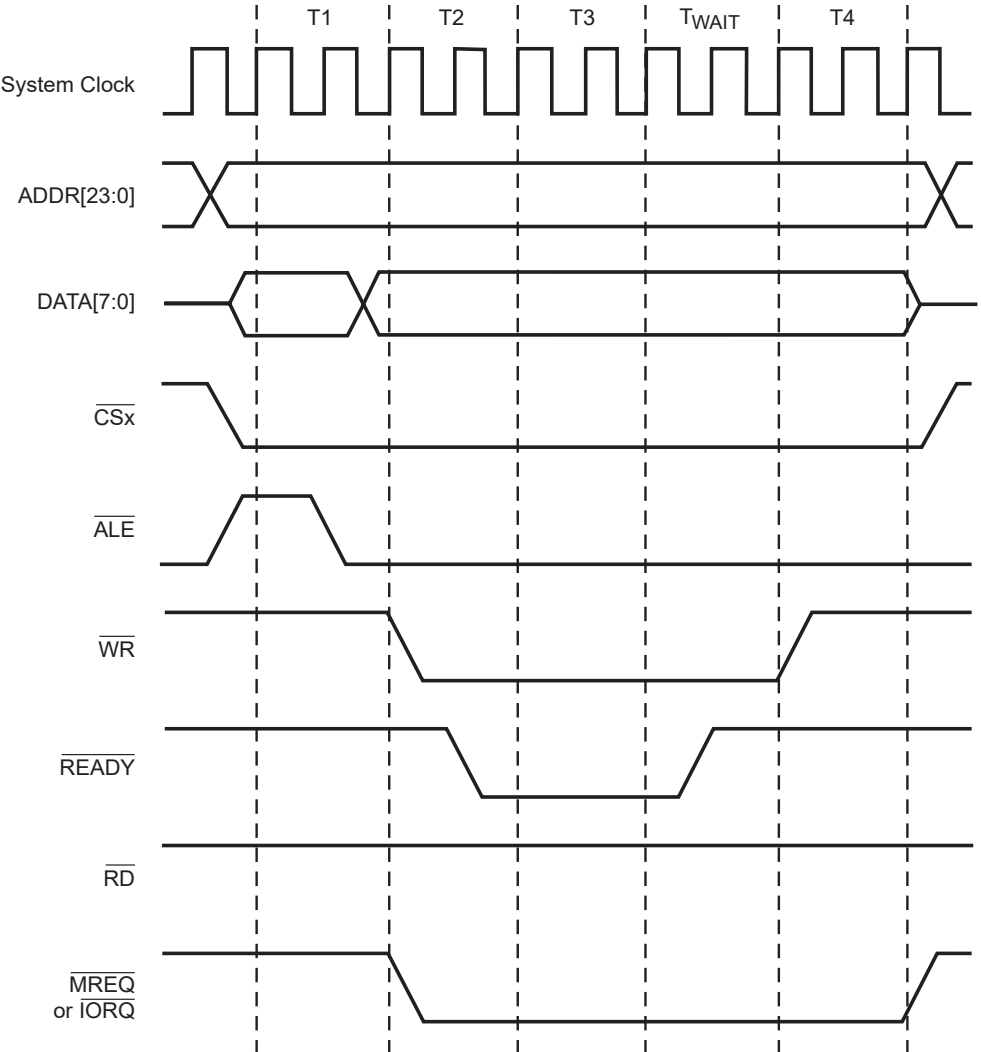 T1 T2 T3 TWAIT T4
System Clock
ADDR[23:0]
DATA[7:0]
CSx
ALE
WR
READY
RD
MREQ
or IORQ